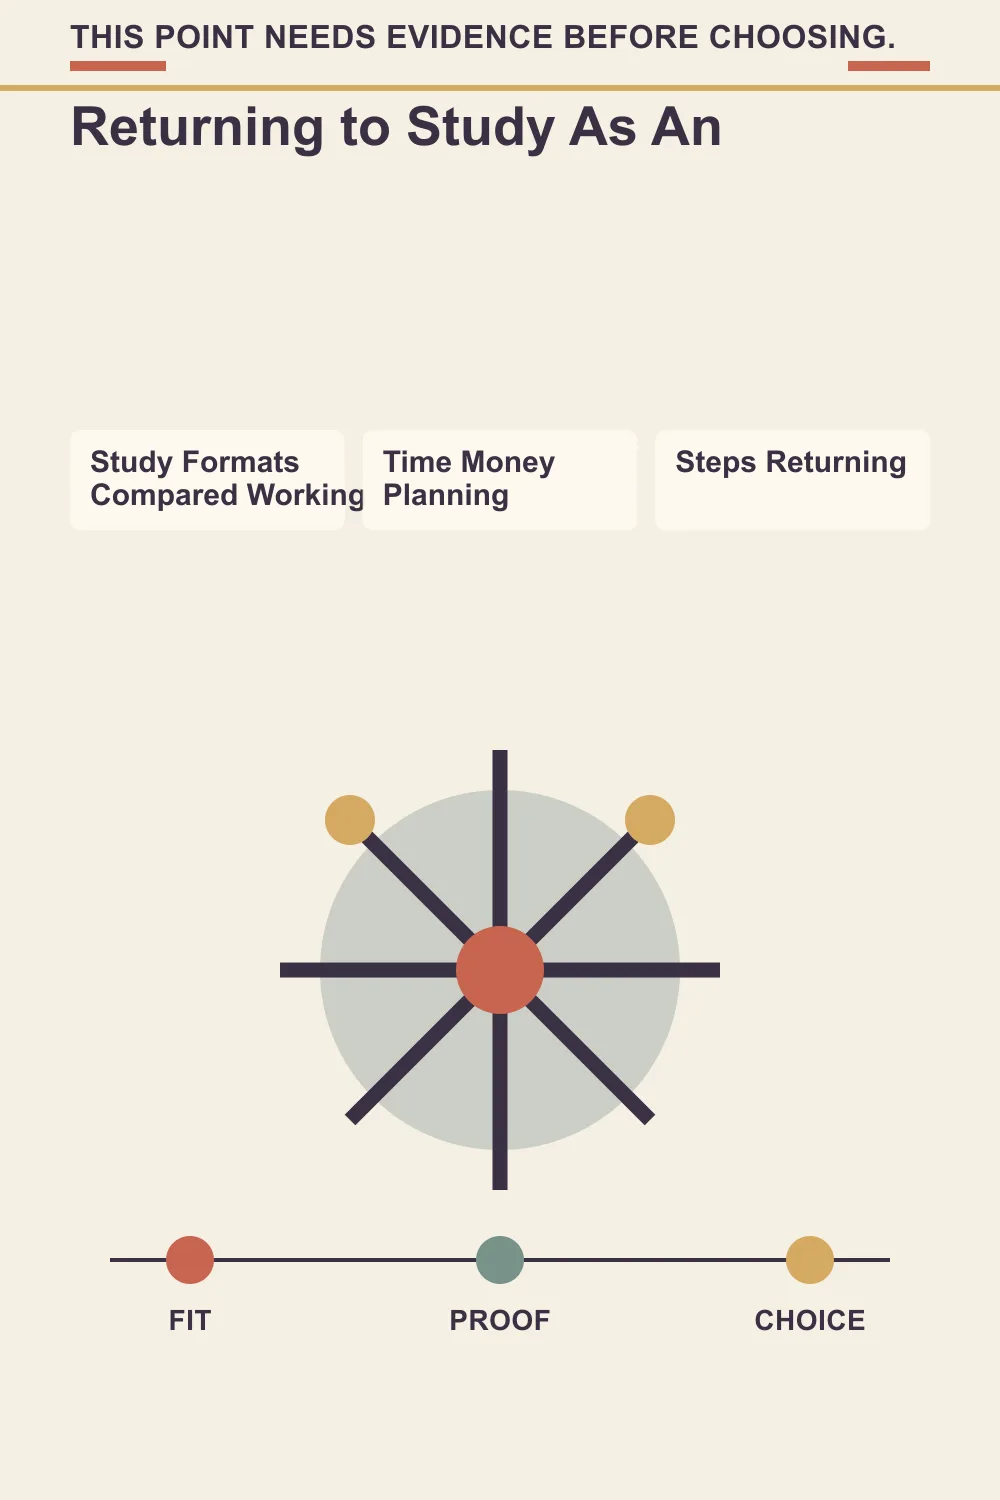 THIS POINT NEEDS EVIDENCE BEFORE CHOOSING.
Returning to Study As An
Study Formats
Compared Working
Time Money
Planning
Steps Returning
FIT
PROOF
CHOICE